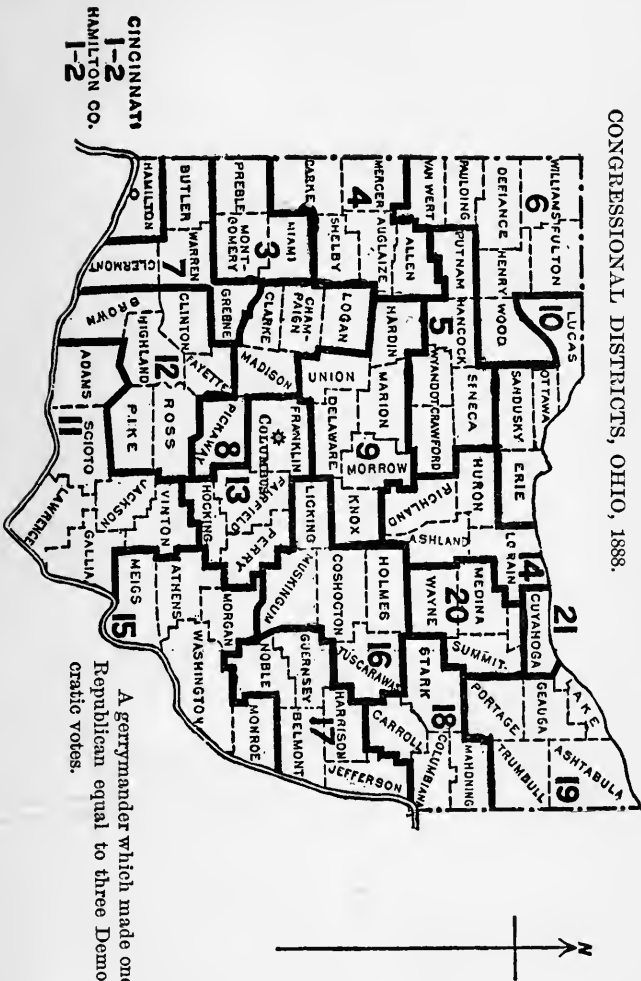 CONGRESSIONAL DISTRICTS, OHIO, 1888.
N
WILLIAMS
FULTON
LUCAS
10
OTTAWA
6
DEFIANCE
HENRY
WOOD
SANDUSKY
ERIE
LORAIN
14
21
CUYAHOGA
LAKE
GEAUGA
ASHTABULA
19
PAULDING
PUTNAM
HANCOCK
SENECA
HURON
MEDINA
SUMMIT
PORTAGE
TRUMBULL
VAN WERT
5
WYANDOT
CRAWFORD
RICHLAND
ASHLAND
20
WAYNE
STARK
MAHONING
18
COLUMBIANA
ALLEN
HARDIN
MARION
MERCER
AUGLAIZE
4
9
MORROW
HOLMES
CARROLL
16
TUSCARAWAS
SHELBY
LOGAN
UNION
DELAWARE
KNOX
COSHOCTON
HARRISON
JEFFERSON
DARKE
MIAMI
CHAM-
PAIGN
CLARKE
MADISON
FRANKLIN
COLUMBUS
LICKING
MUSKINGUM
GUERNSEY
17
BELMONT
PREBLE
MONT-
GOMERY
3
GREENE
FAYETTE
8
PICKAWAY
13
FAIRFIELD
PERRY
MORGAN
NOBLE
MONROE
BUTLER
WARREN
CLINTON
ROSS
HOCKING
ATHENS
WASHINGTON
HAMILTON
7
CLERMONT
12
HIGHLAND
PIKE
VINTON
MEIGS
15
BROWN
ADAMS
11
SCIOTO
JACKSON
GALLIA
LAWRENCE
CINCINNATI
1-2
HAMILTON CO.
1-2
A gerrymander which made one
Republican equal to three Demo-
cratic votes.